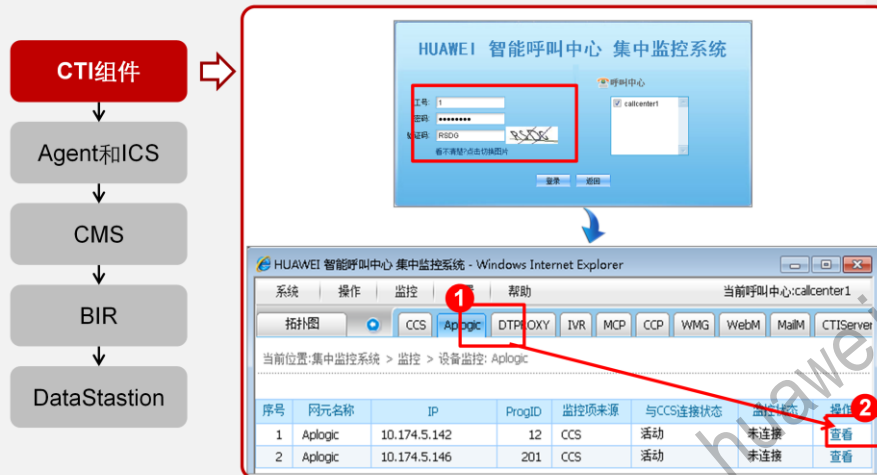 CTI组件
Agent和ICS
CMS
BIR
DataStastion
HUAWEI 智能呼叫中心 集中监控系统
呼叫中心
工号: 1
密码: ●●●●●●●●
验证码: RSDG
callcenter1
看不清楚?点击切换图片
登录 返回
HUAWEI 智能呼叫中心 集中监控系统 - Windows Internet Explorer
系统 操作 监控 帮助 当前呼叫中心:callcenter1
1
拓扑图 CCS Aplogic DTPROXY IVR MCP CCP WMG WebM MailM CTIServer
当前位置:集中监控系统 > 监控 > 设备监控: Aplogic
2
序号 网元名称 IP ProgID 监控项来源 与CCS连接状态 监控状态 操作
1 Aplogic 10.174.5.142 12 CCS 活动 未连接 查看
2 Aplogic 10.174.5.146 201 CCS 活动 未连接 查看
huawei